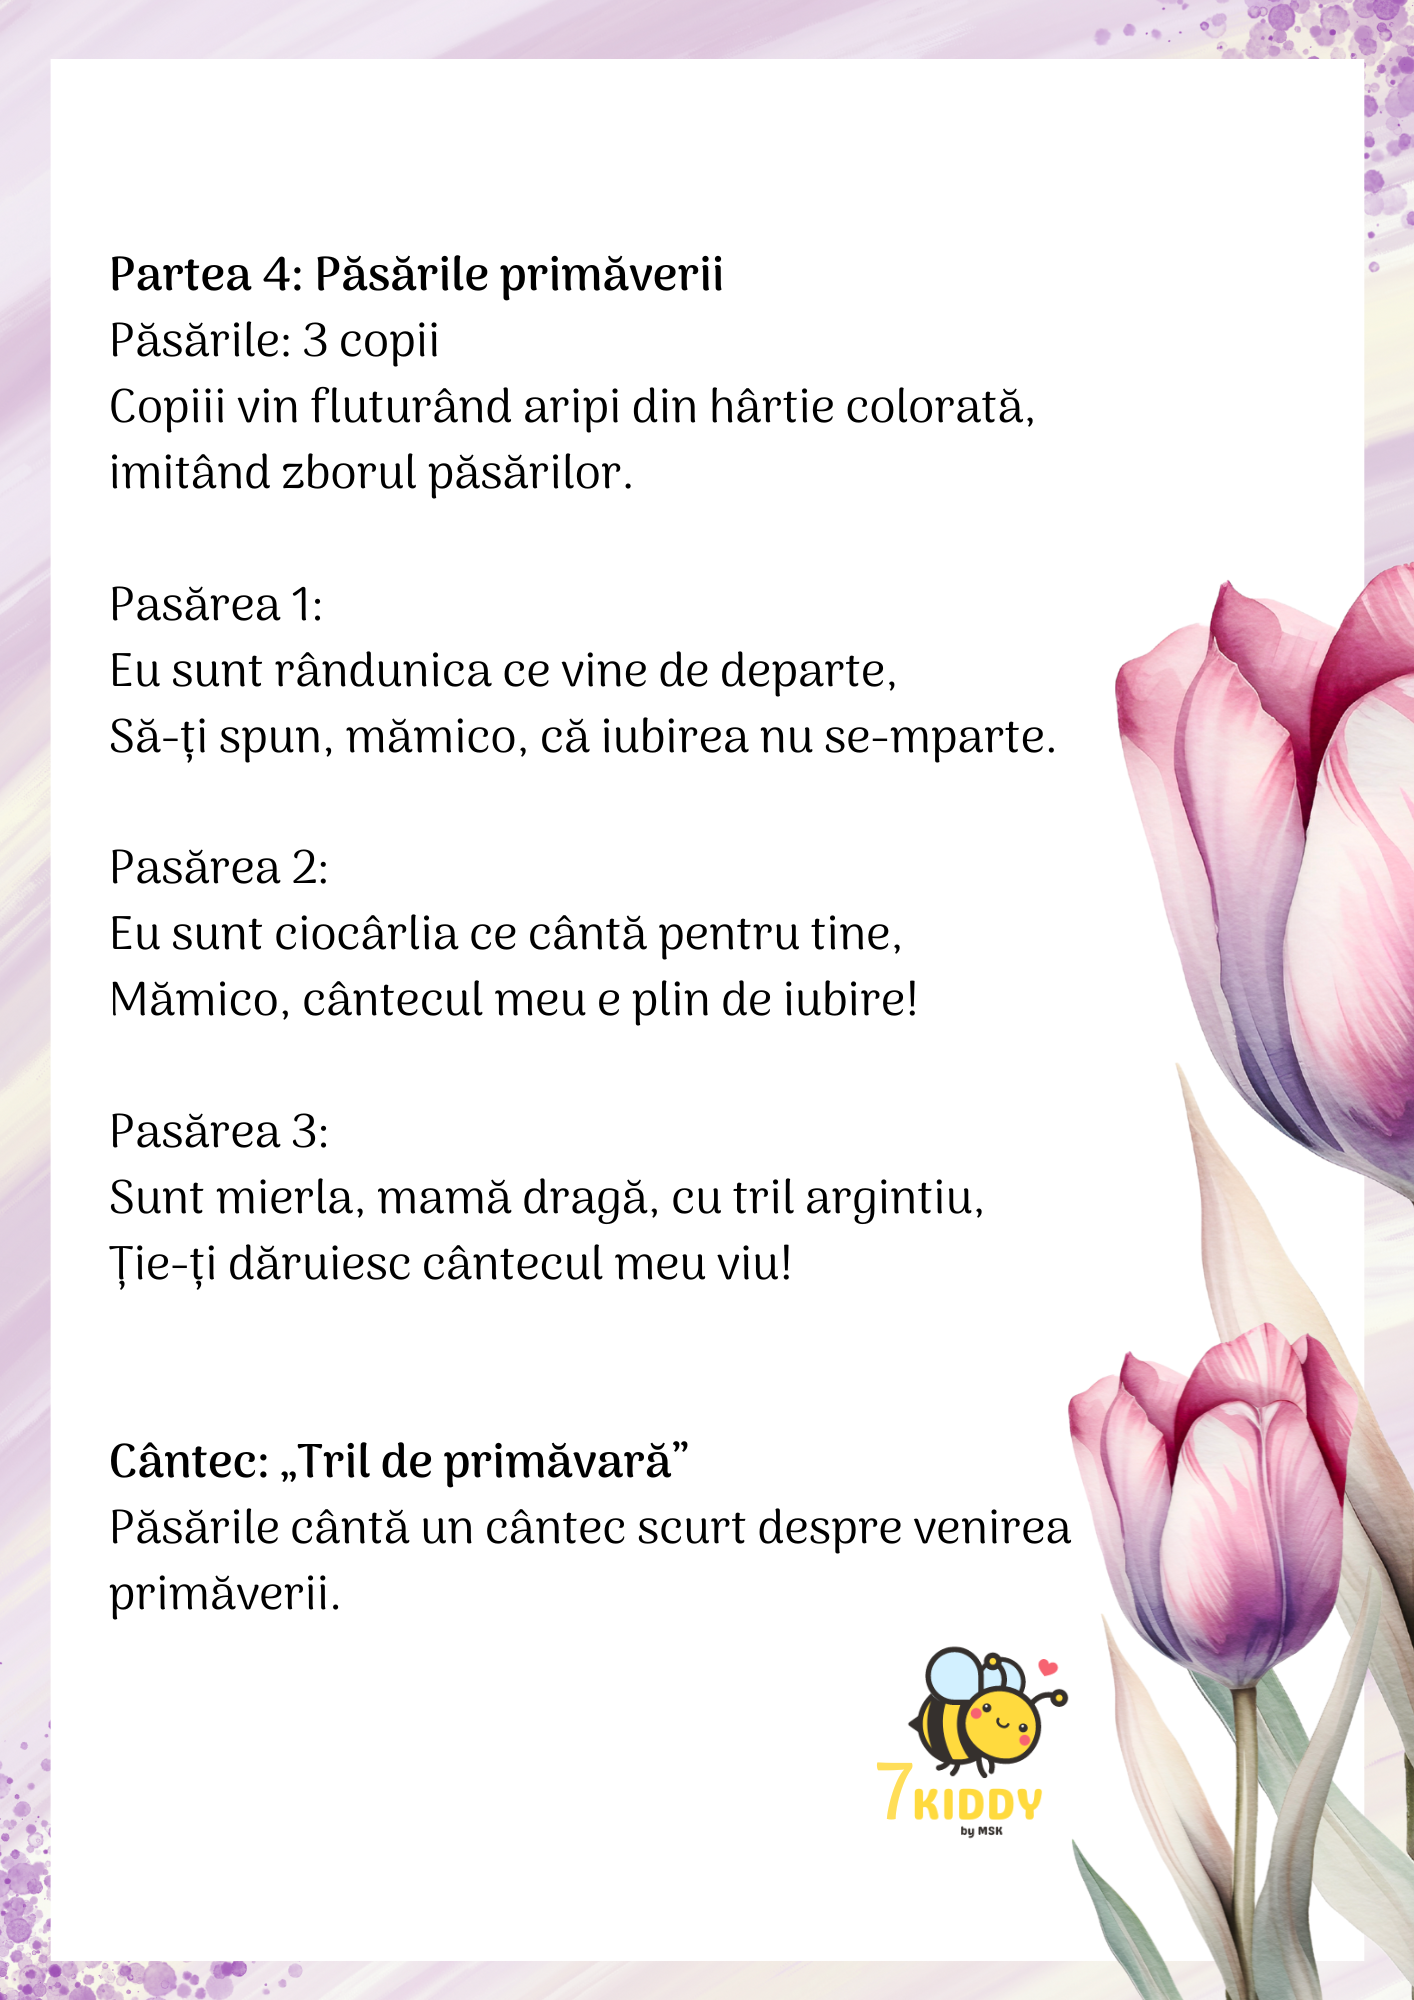 Partea 4: Păsările primăverii
Păsările: 3 copii
Copiii vin fluturând aripi din hârtie colorată,
imitând zborul păsărilor.
Pasărea 1:
Eu sunt rândunica ce vine de departe,
Să-ți spun, mămico, că iubirea nu se-mparte.
Pasărea 2:
Eu sunt ciocârlia ce cântă pentru tine,
Mămico, cântecul meu e plin de iubire!
Pasărea 3:
Sunt mierla, mamă dragă, cu tril argintiu,
Ție-ți dăruiesc cântecul meu viu!
Cântec: „Tril de primăvară”
Păsările cântă un cântec scurt despre venirea
primăverii.
7KIDDY
by MSK